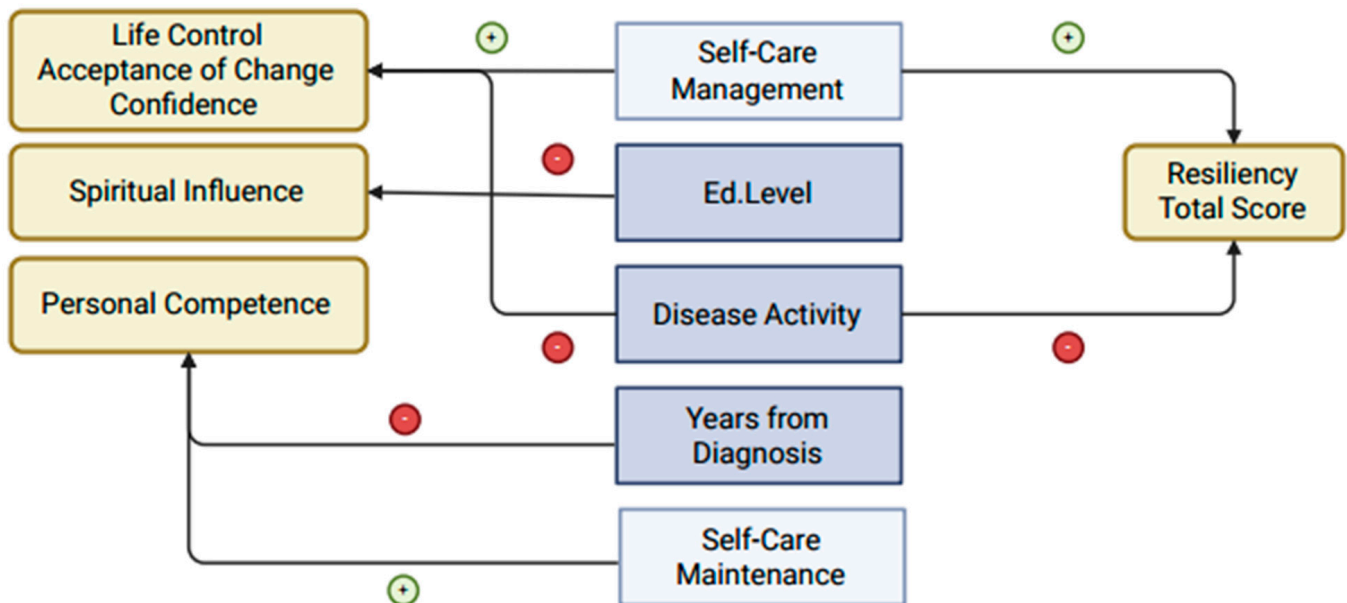 Life Control
Acceptance of Change
Confidence
+
Self-Care
Management
+
Spiritual Influence
-
Ed.Level
Resiliency
Total Score
Personal Competence
Disease Activity
-
-
-
Years from
Diagnosis
Self-Care
Maintenance
+